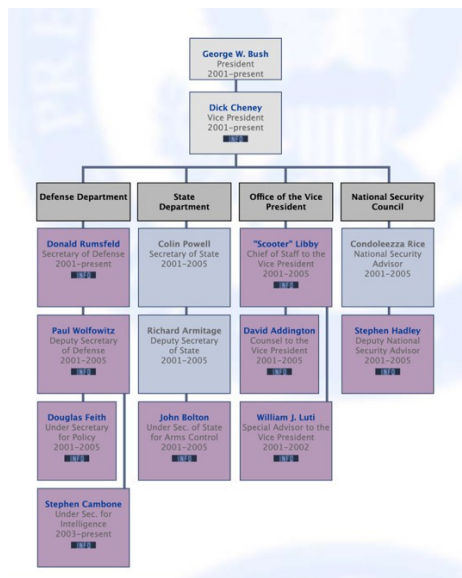 George W. Bush
President
2001-present
Dick Cheney
Vice President
2001-present
INFO
Defense Department
State
Department
Office of the Vice
President
National Security
Council
Donald Rumsfeld
Secretary of Defense
2001-present
INFO
Colin Powell
Secretary of State
2001-2005
"Scooter" Libby
Chief of Staff to the
Vice President
2001-2005
INFO
Condoleezza Rice
National Security
Advisor
2001-2005
Paul Wolfowitz
Deputy Secretary
of Defense
2001-2005
INFO
Richard Armitage
Deputy Secretary
of State
2001-2005
David Addington
Counsel to the
Vice President
2001-2005
INFO
Stephen Hadley
Deputy National
Security Advisor
2001-2005
INFO
Douglas Feith
Under Secretary
for Policy
2001-2005
INFO
John Bolton
Under Sec. of State
for Arms Control
2001-2005
INFO
William J. Luti
Special Advisor to the
Vice President
2001-2002
INFO
Stephen Cambone
Under Sec. for
Intelligence
2003-present
INFO